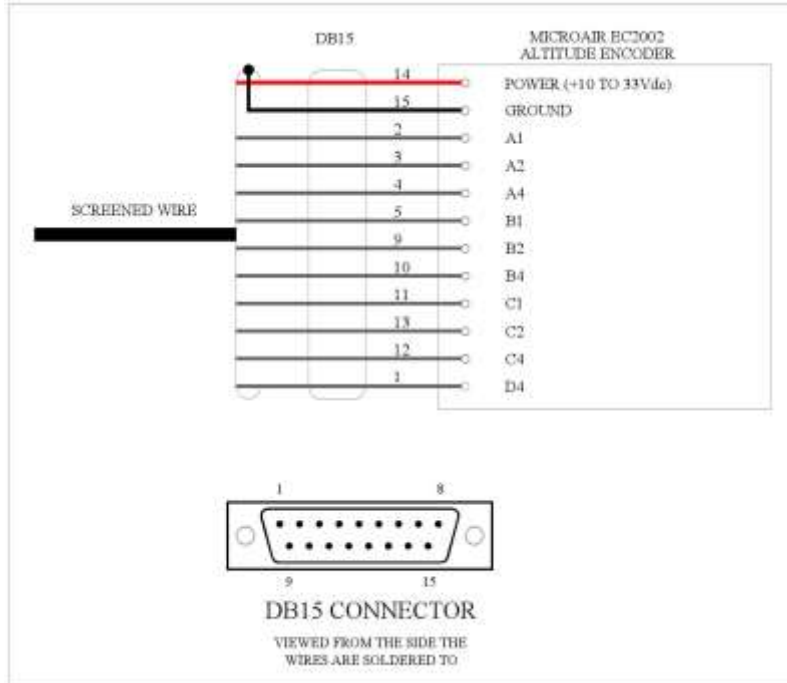 DB15
MICROAIR EC2002
ALTITUDE ENCODER
14 POWER (+10 TO 33Vdc)
15 GROUND
2 A1
3 A2
4 A4
SCREENED WIRE
5 B1
9 B2
10 B4
11 C1
13 C2
12 C4
1 D4
1 8
9 15
DB15 CONNECTOR
VIEWED FROM THE SIDE THE
WIRES ARE SOLDERED TO